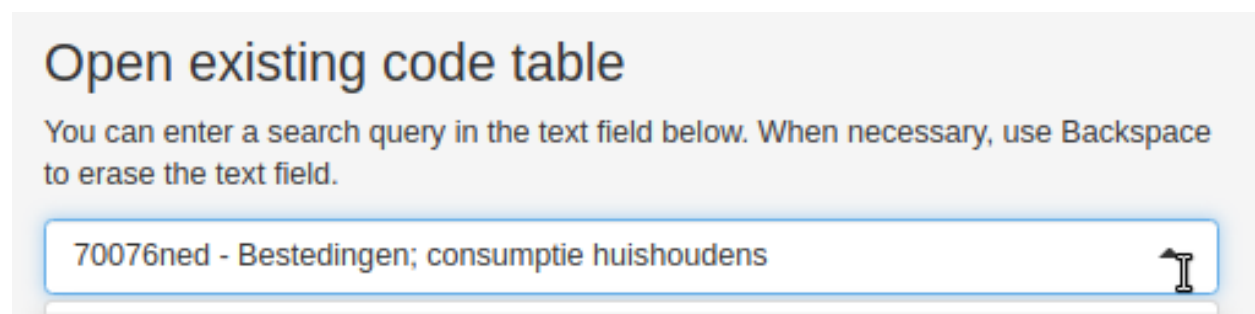 Open existing code table
You can enter a search query in the text field below. When necessary, use Backspace
to erase the text field.
70076ned - Bestedingen; consumptie huishoudens